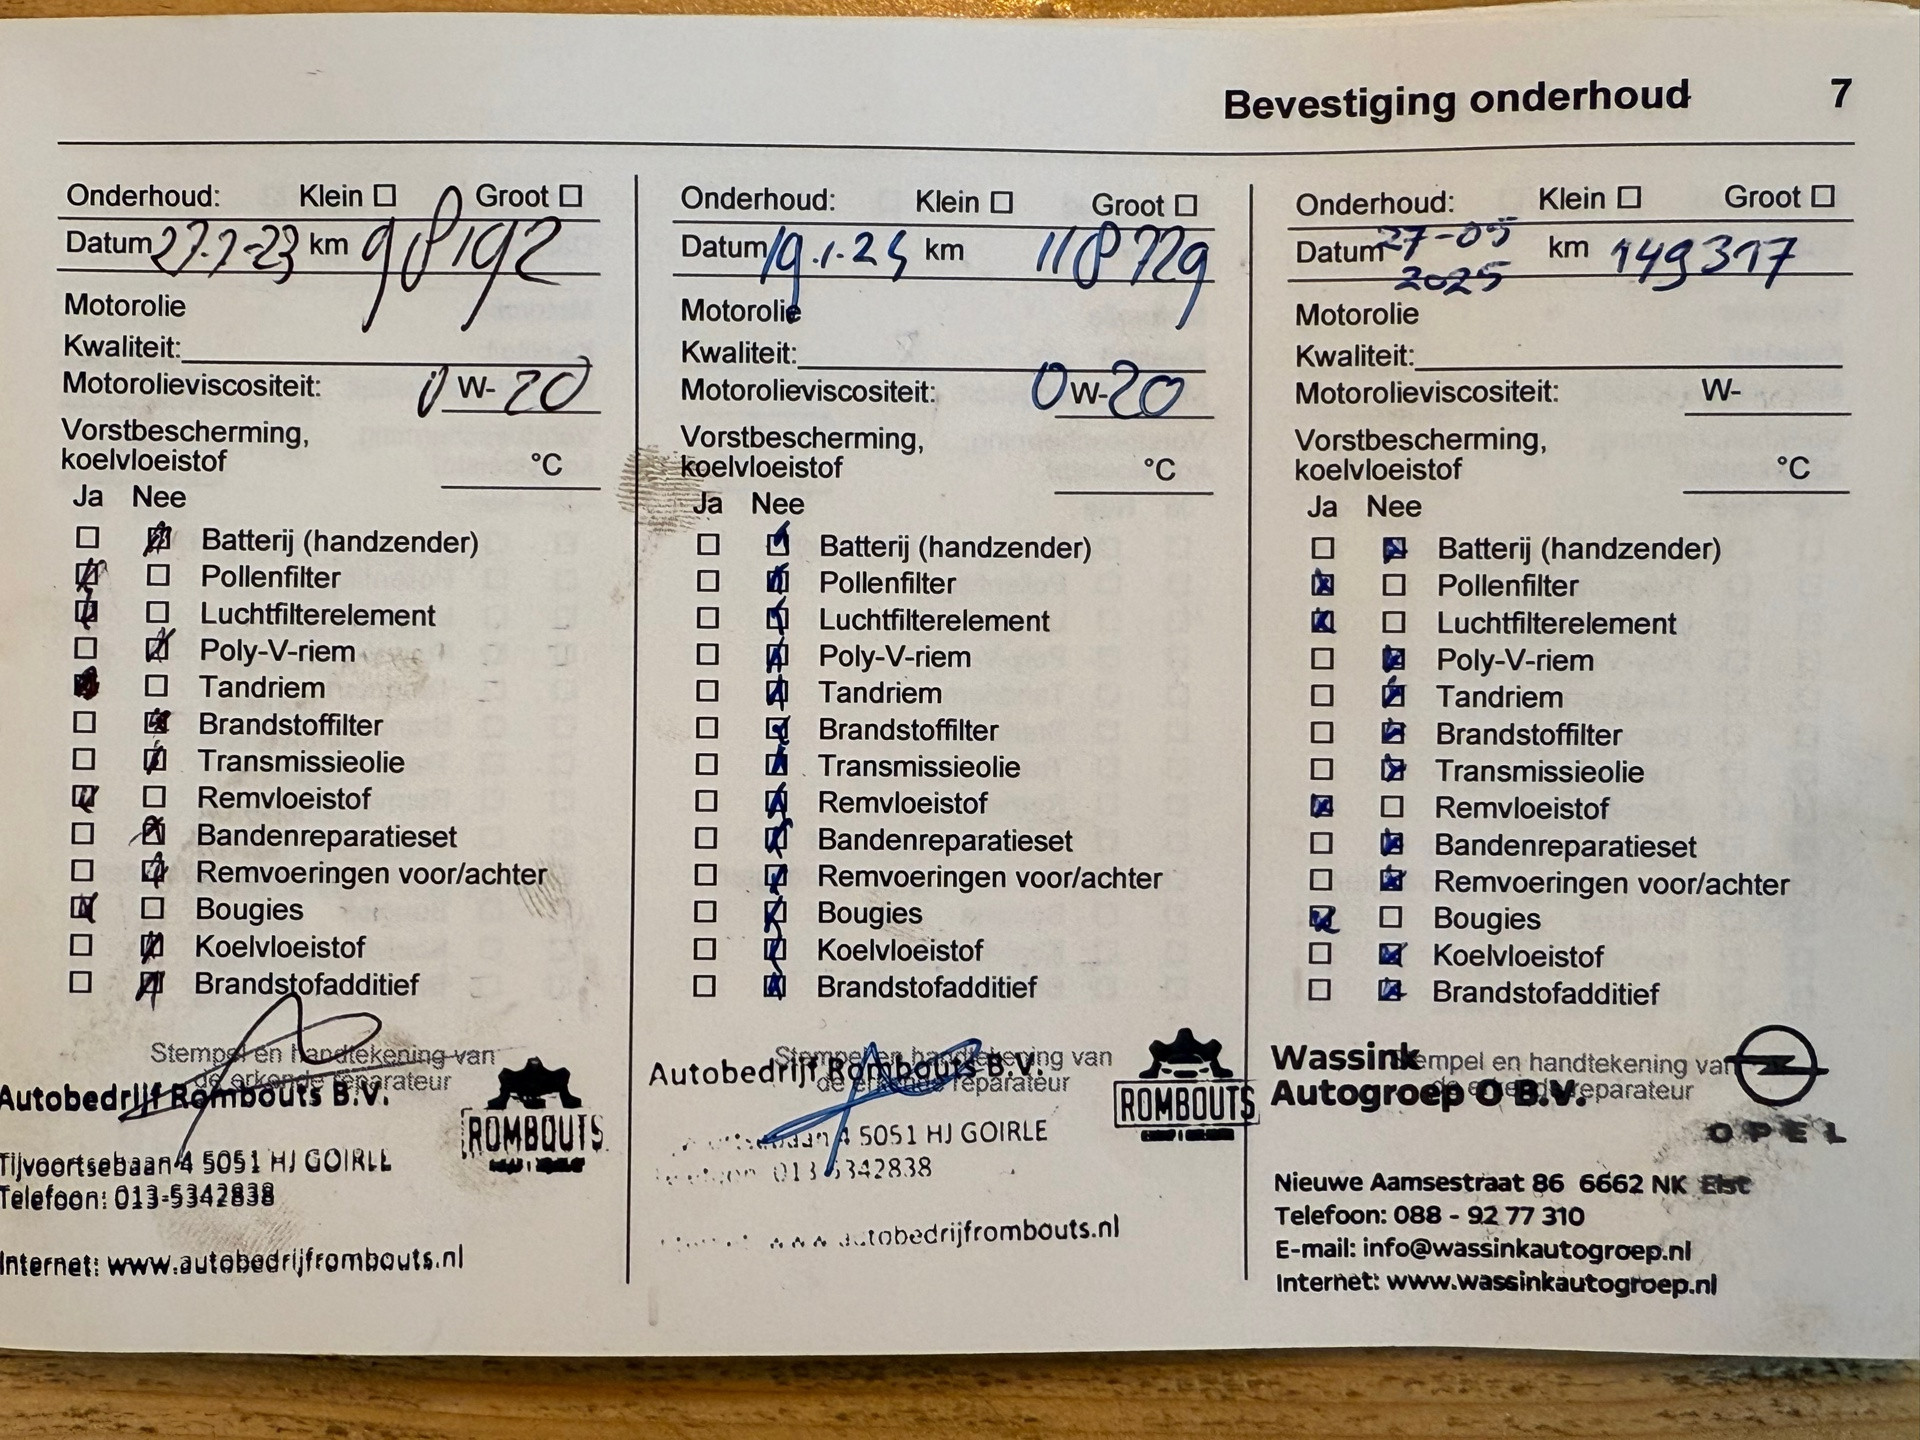 Bevestiging onderhoud 7
Onderhoud: Klein ☐ Groot ☐
Datum 27-7-23 km 98192
Motorolie
Kwaliteit:
Motorolieviscositeit: 0 W- 20
Vorstbescherming,
koelvloeistof °C
Ja Nee
Batterij (handzender)
Pollenfilter
Luchtfilterelement
Poly-V-riem
Tandriem
Brandstoffilter
Transmissieolie
Remvloeistof
Bandenreparatieset
Remvoeringen voor/achter
Bougies
Koelvloeistof
Brandstofadditief
Stempel en handtekening van
de erkende reparateur
Autobedrijf Rombouts B.V.
ROMBOUTS
Tijvoortsebaan 4 5051 HJ GOIRLE
Telefoon: 013-5342838
Internet: www.autobedrijfrombouts.nl
Onderhoud: Klein ☐ Groot ☐
Datum 19.1.24 km 118729
Motorolie
Kwaliteit:
Motorolieviscositeit: 0 W- 20
Vorstbescherming,
koelvloeistof °C
Ja Nee
Batterij (handzender)
Pollenfilter
Luchtfilterelement
Poly-V-riem
Tandriem
Brandstoffilter
Transmissieolie
Remvloeistof
Bandenreparatieset
Remvoeringen voor/achter
Bougies
Koelvloeistof
Brandstofadditief
Stempel en handtekening van
de erkende reparateur
Autobedrijf Rombouts B.V.
ROMBOUTS
4 5051 HJ GOIRLE
013 5342838
autobedrijfrombouts.nl
Onderhoud: Klein ☐ Groot ☐
Datum 27-05 2025 km 149317
Motorolie
Kwaliteit:
Motorolieviscositeit: W-
Vorstbescherming,
koelvloeistof °C
Ja Nee
Batterij (handzender)
Pollenfilter
Luchtfilterelement
Poly-V-riem
Tandriem
Brandstoffilter
Transmissieolie
Remvloeistof
Bandenreparatieset
Remvoeringen voor/achter
Bougies
Koelvloeistof
Brandstofadditief
Stempel en handtekening van
de erkende reparateur
Wassink
Autogroep O B.V.
OPEL
Nieuwe Aamsestraat 86 6662 NK Elst
Telefoon: 088 - 92 77 310
E-mail: info@wassinkautogroep.nl
Internet: www.wassinkautogroep.nl